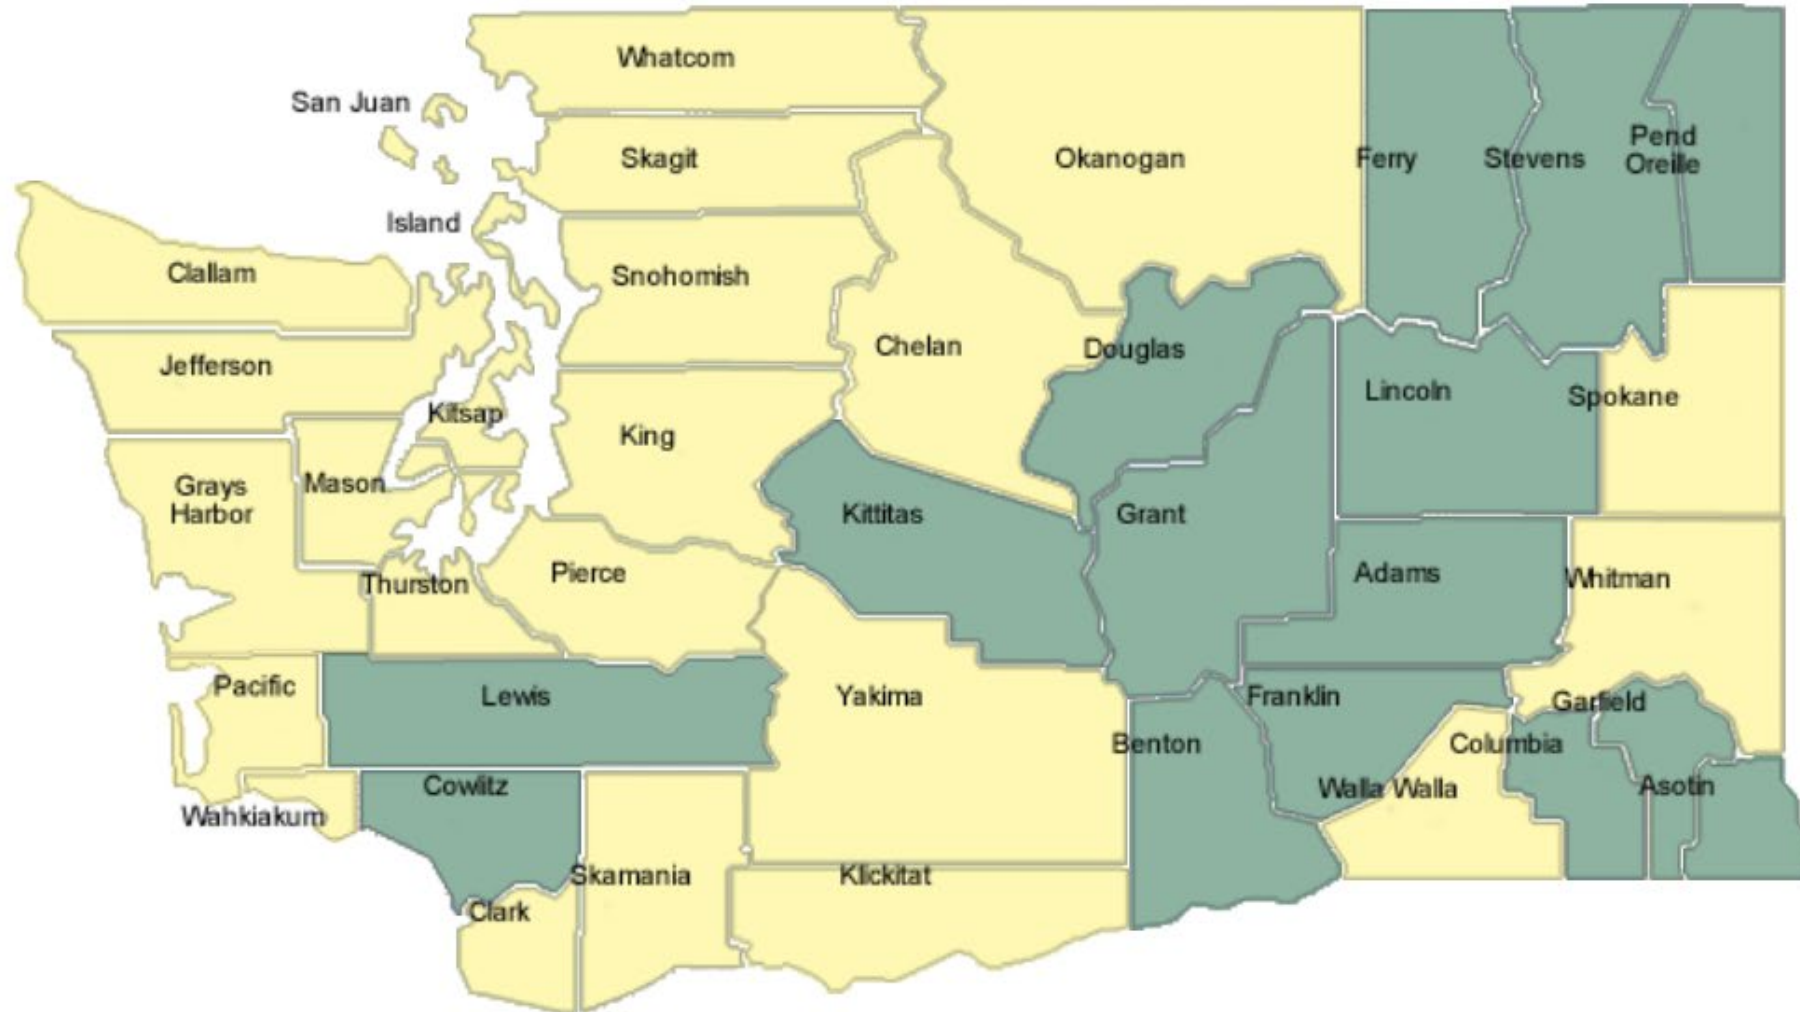 Whatcom
San Juan
Skagit
Okanogan
Ferry
Stevens
Pend
Oreille
Island
Clallam
Snohomish
Jefferson
Chelan
Douglas
Lincoln
Spokane
Kitsap
King
Grays
Harbor
Mason
Kittitas
Grant
Thurston
Pierce
Adams
Whitman
Pacific
Lewis
Yakima
Franklin
Garfield
Benton
Columbia
Cowlitz
Walla Walla
Asotin
Wahkiakum
Skamania
Klickitat
Clark